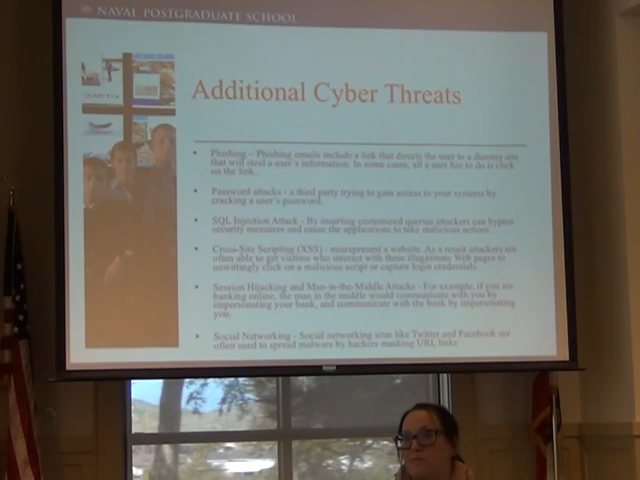 NAVAL POSTGRADUATE SCHOOL
Additional Cyber Threats
• Phishing – Phishing emails include a link that directs the user to a dummy site
that will steal a user's information. In some cases, all a user has to do is click
on the link.
• Password attacks - a third party trying to gain access to your systems by
cracking a user's password.
• SQL Injection Attack - By inserting customized queries attackers can bypass
security measures and cause the applications to take malicious actions.
• Cross-Site Scripting (XSS) - misrepresent a website. As a result attackers are
often able to get victims who interact with these illegitimate Web pages to
unwittingly click on a malicious script or capture login credentials.
• Session Hijacking and Man-in-the-Middle Attacks - For example, if you are
banking online, the man in the middle would communicate with you by
impersonating your bank, and communicate with the bank by impersonating
you.
• Social Networking - Social networking sites like Twitter and Facebook are
often used to spread malware by hackers masking URL links